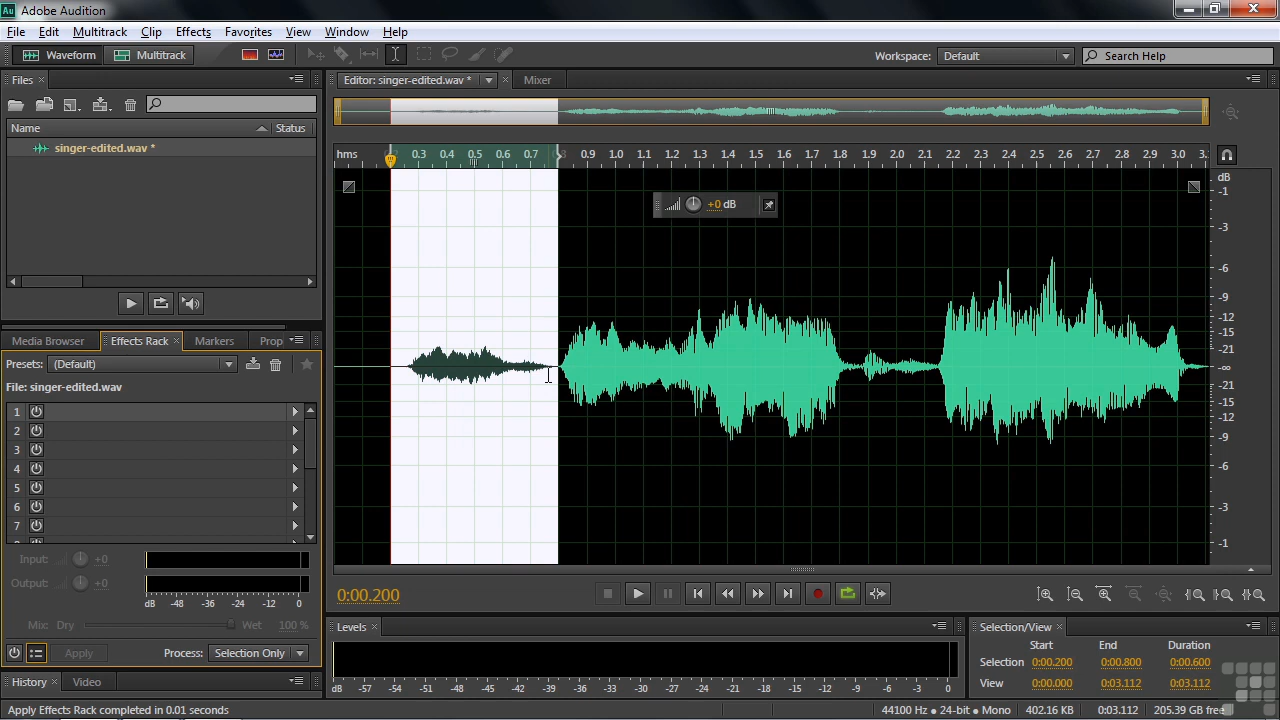 Au Adobe Audition
File Edit Multitrack Clip Effects Favorites View Window Help
Waveform Multitrack Workspace: Default Search Help
Files × Editor: singer-edited.wav * × Mixer
Name Status
singer-edited.wav *
hms 0.3 0.4 0.5 0.6 0.7 0.9 1.0 1.1 1.2 1.3 1.4 1.5 1.6 1.7 1.8 1.9 2.0 2.1 2.2 2.3 2.4 2.5 2.6 2.7 2.8 2.9 3.0
+0 dB
dB
-1
-3
-6
-9
-12
-15
-21
-∞
-21
-15
-12
-9
-6
-3
-1
Media Browser Effects Rack × Markers Prop
Presets: (Default)
File: singer-edited.wav
1
2
3
4
5
6
7
Input: +0
Output: +0
dB -48 -36 -24 -12 0
Mix: Dry Wet 100 %
Apply Process: Selection Only
History × Video
0:00.200
Levels ×
dB -57 -54 -51 -48 -45 -42 -39 -36 -33 -30 -27 -24 -21 -18 -15 -12 -9 -6 -3 0
Selection/View ×
Start End Duration
Selection 0:00.200 0:00.800 0:00.600
View 0:00.000 0:03.112 0:03.112
Apply Effects Rack completed in 0.01 seconds 44100 Hz • 24-bit • Mono 402.16 KB 0:03.112 205.39 GB free